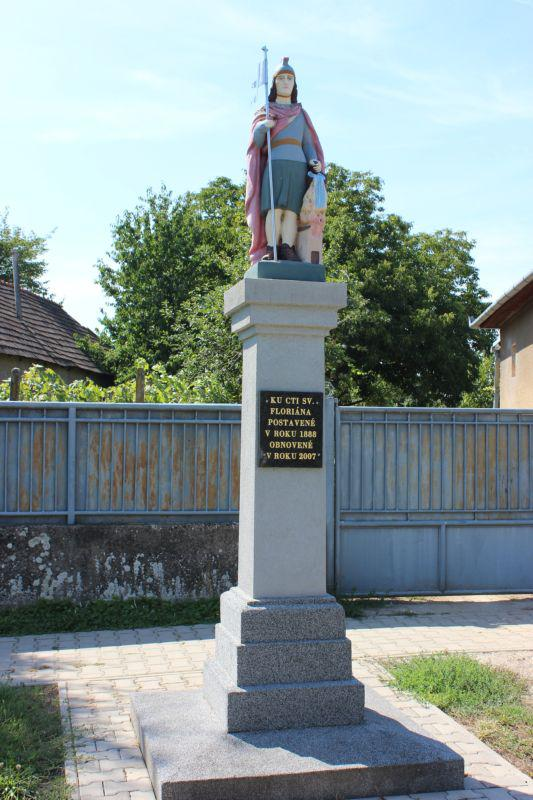 KU CTI SV.
FLORIÁNA
POSTAVENÉ
V ROKU 1888
OBNOVENÉ
V ROKU 2007